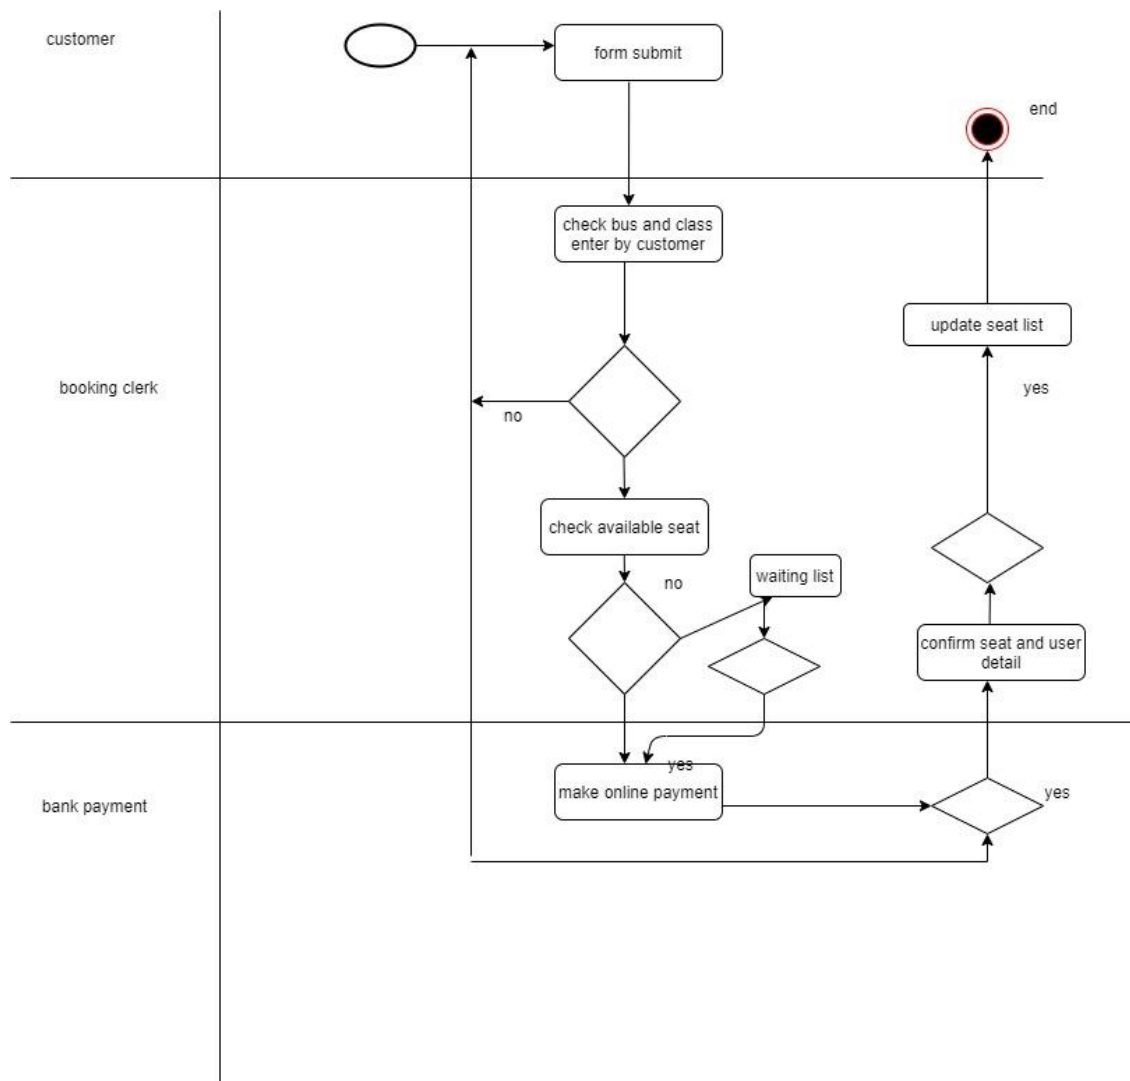 customer
form submit
end
check bus and class
enter by customer
update seat list
booking clerk
yes
no
check available seat
no
waiting list
confirm seat and user
detail
yes
make online payment
yes
bank payment